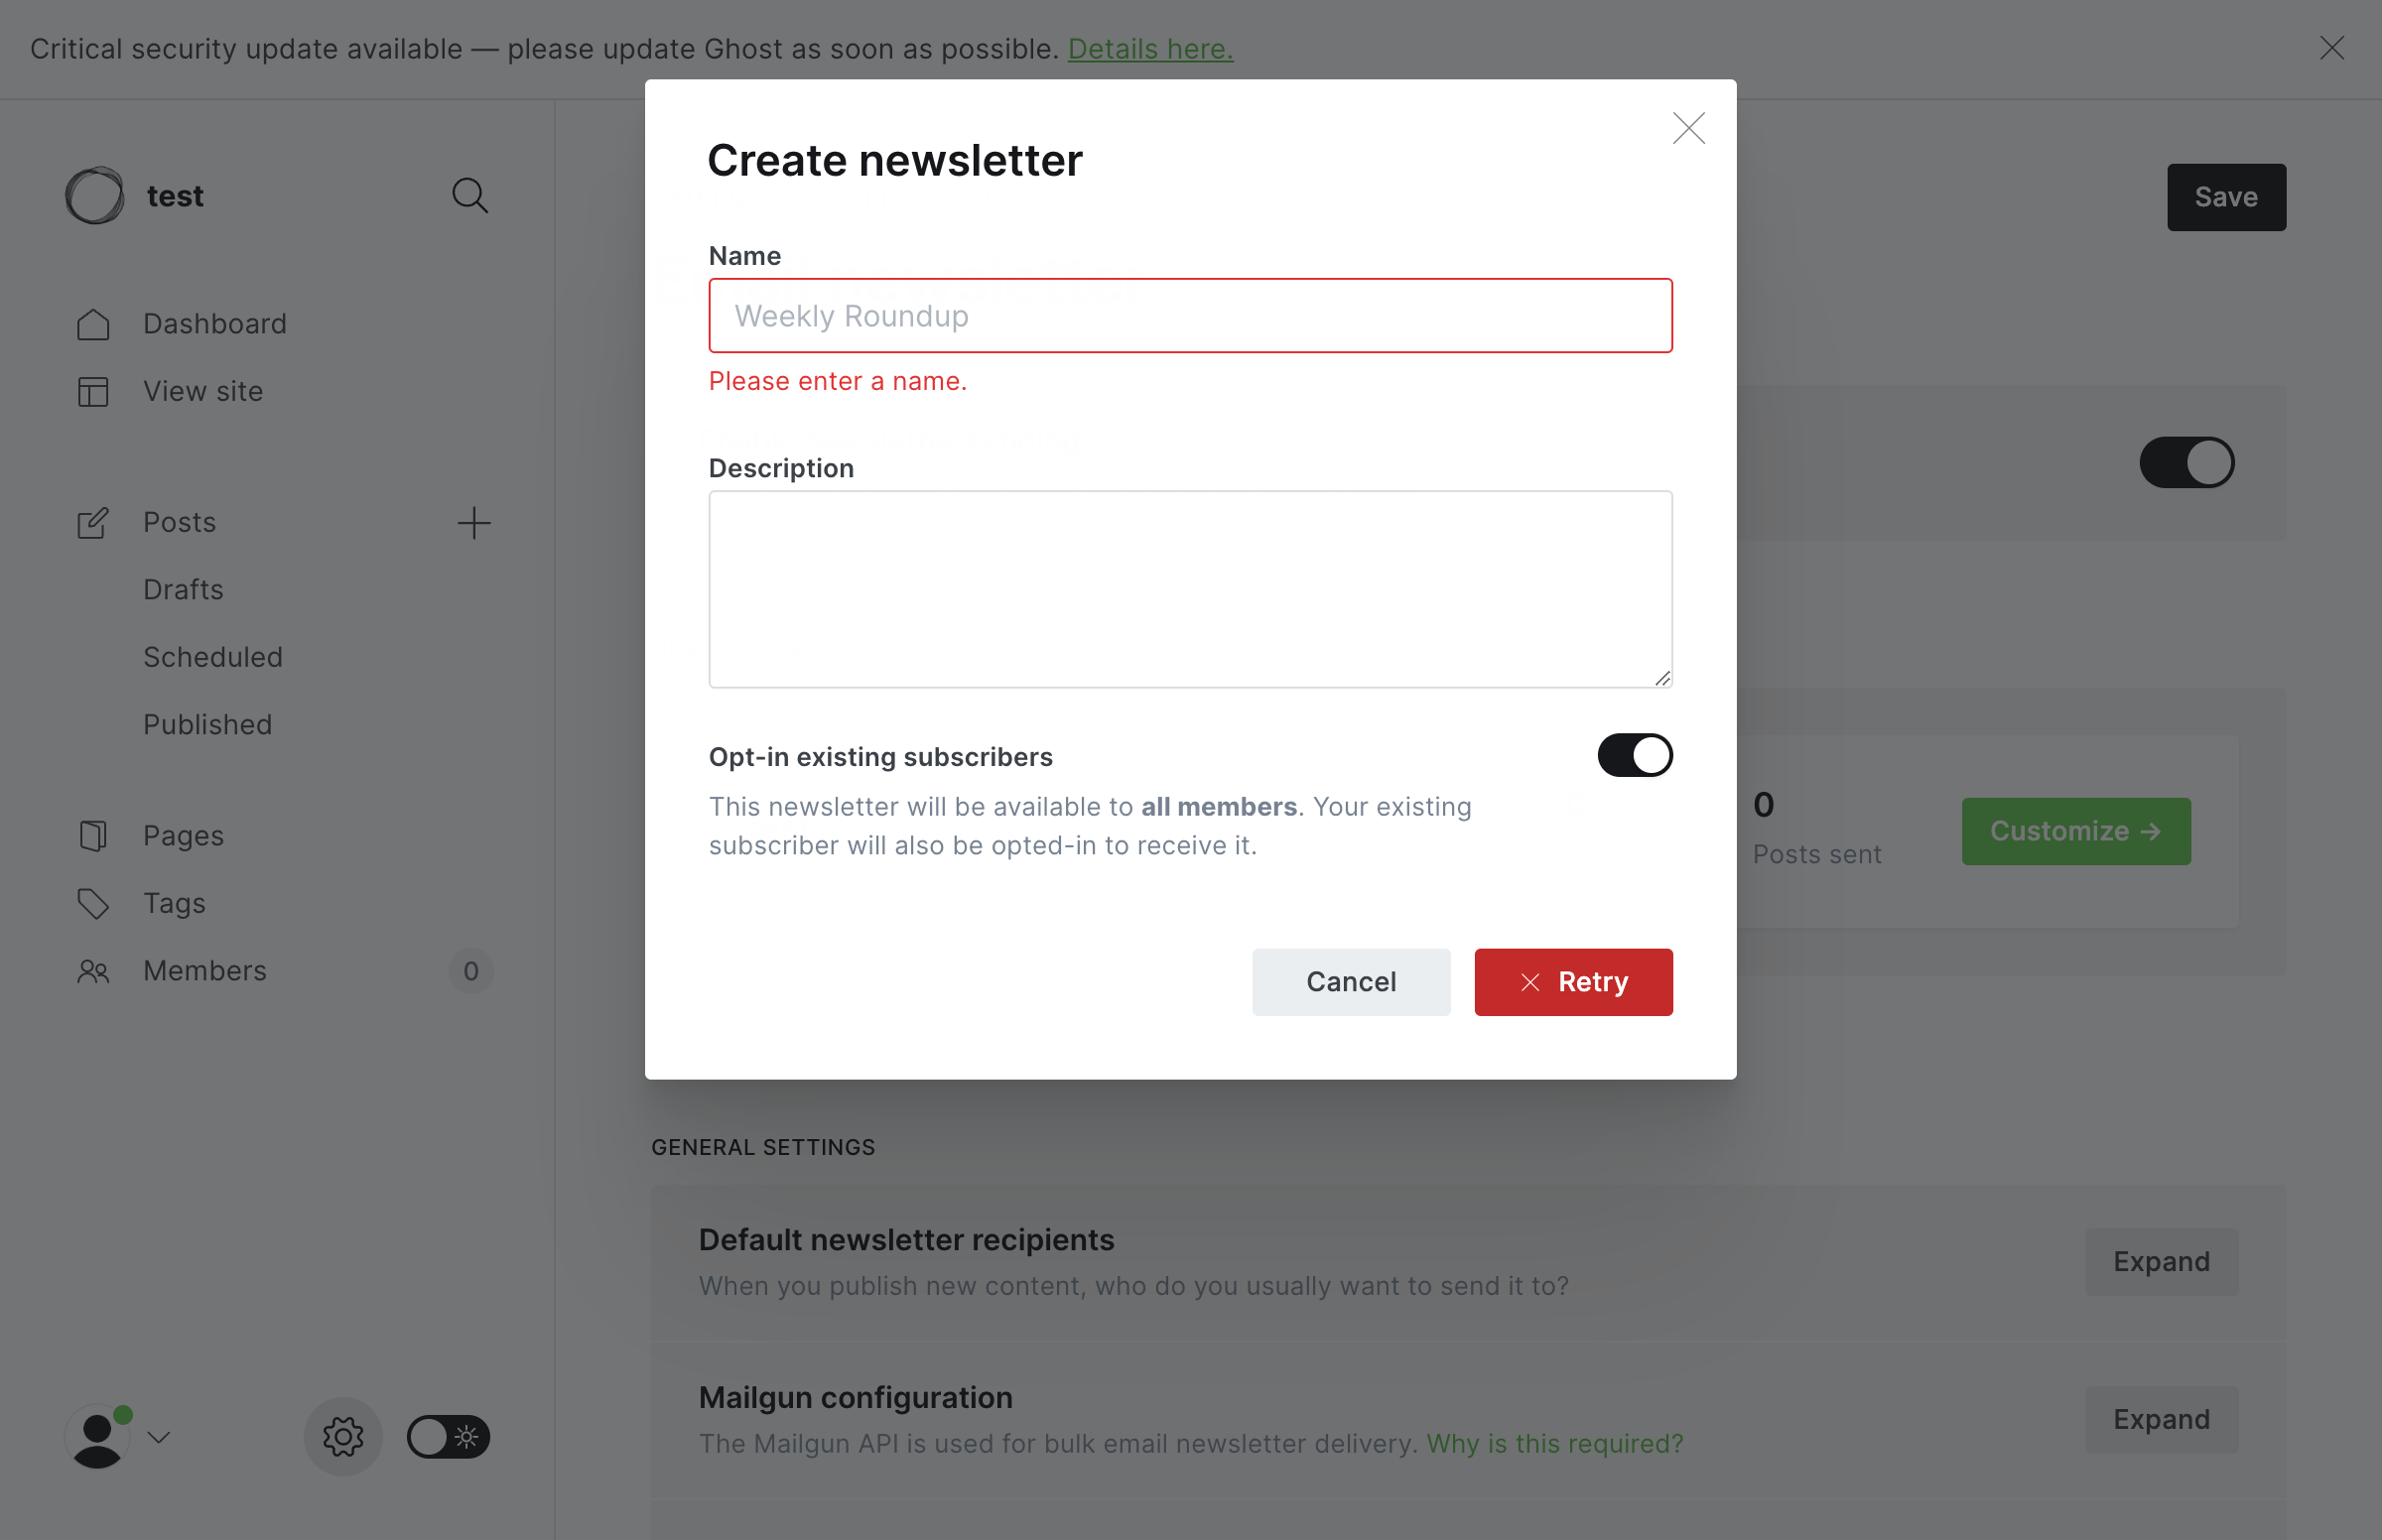 Critical security update available — please update Ghost as soon as possible. Details here.
test
Dashboard
View site
Posts
Drafts
Scheduled
Published
Pages
Tags
Members
0
Save
Create newsletter
Name
Weekly Roundup
Please enter a name.
Description
Opt-in existing subscribers
This newsletter will be available to all members. Your existing
subscriber will also be opted-in to receive it.
Cancel
Retry
0
Posts sent
Customize →
GENERAL SETTINGS
Default newsletter recipients
When you publish new content, who do you usually want to send it to?
Expand
Mailgun configuration
The Mailgun API is used for bulk email newsletter delivery. Why is this required?
Expand